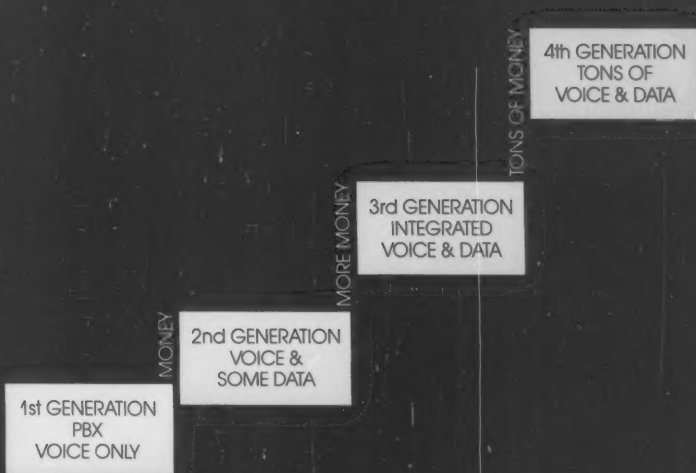 1st GENERATION
PBX
VOICE ONLY
MONEY
2nd GENERATION
VOICE &
SOME DATA
MORE MONEY
3rd GENERATION
INTEGRATED
VOICE & DATA
TONS OF MONEY
4th GENERATION
TONS OF
VOICE & DATA